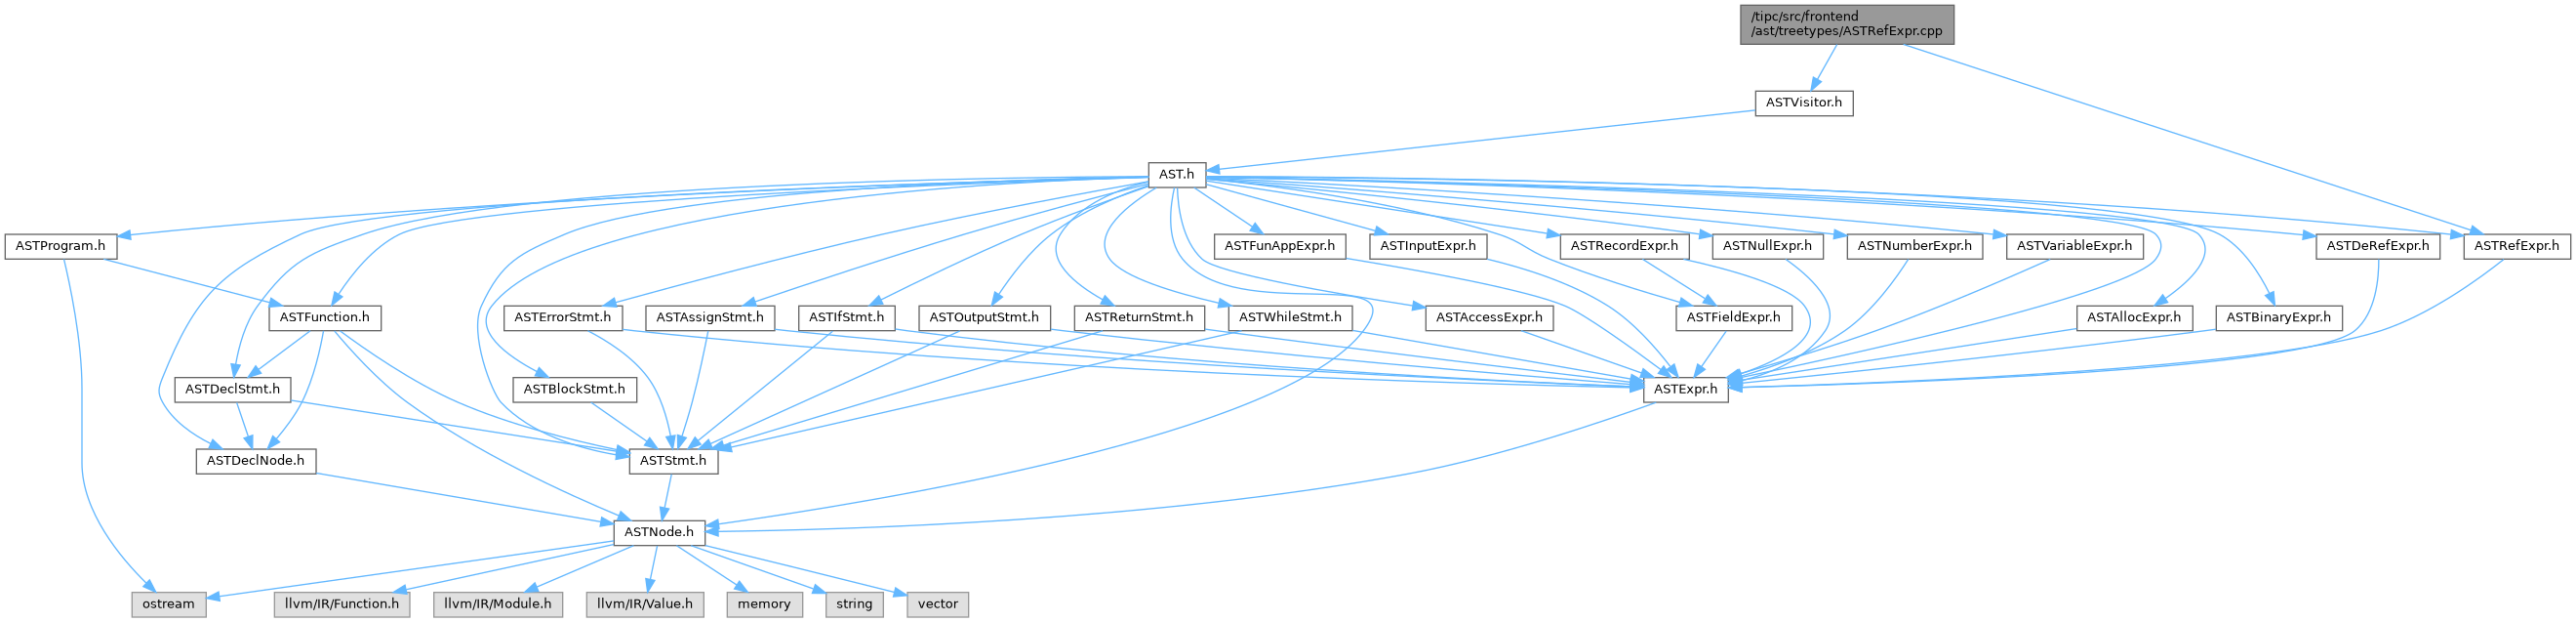 /tipc/src/frontend
/ast/treetypes/ASTRefExpr.cpp
ASTVisitor.h
AST.h
ASTProgram.h
ASTFunAppExpr.h
ASTInputExpr.h
ASTRecordExpr.h
ASTNullExpr.h
ASTNumberExpr.h
ASTVariableExpr.h
ASTDeRefExpr.h
ASTRefExpr.h
ASTFunction.h
ASTErrorStmt.h
ASTAssignStmt.h
ASTIfStmt.h
ASTOutputStmt.h
ASTReturnStmt.h
ASTWhileStmt.h
ASTAccessExpr.h
ASTFieldExpr.h
ASTAllocExpr.h
ASTBinaryExpr.h
ASTDeclStmt.h
ASTBlockStmt.h
ASTExpr.h
ASTDeclNode.h
ASTStmt.h
ASTNode.h
ostream
llvm/IR/Function.h
llvm/IR/Module.h
llvm/IR/Value.h
memory
string
vector